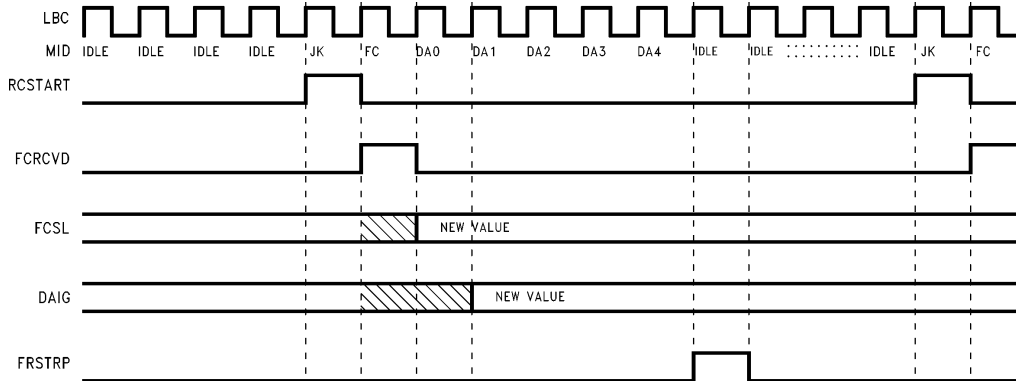 LBC
MID IDLE IDLE IDLE IDLE JK FC DA0 DA1 DA2 DA3 DA4 IDLE IDLE IDLE JK FC
RCSTART
FCRCVD
FCSL NEW VALUE
DAIG NEW VALUE
FRSTRP